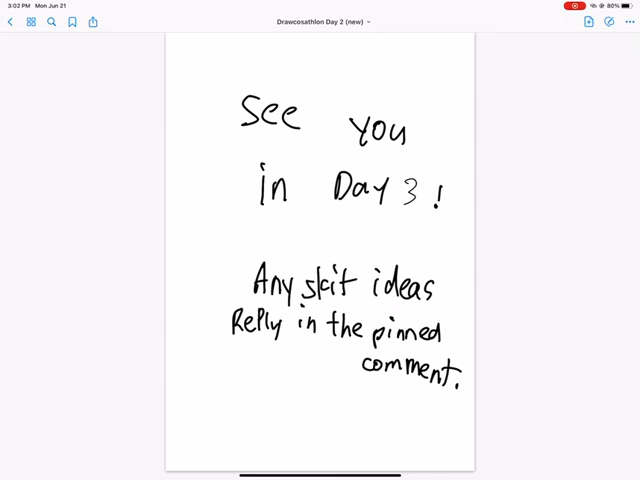 3:02 PM Mon Jun 21
80%
Drawcosathlon Day 2 (new)
See you
in Day 3!
Any skit ideas
Reply in the pinned
comment.